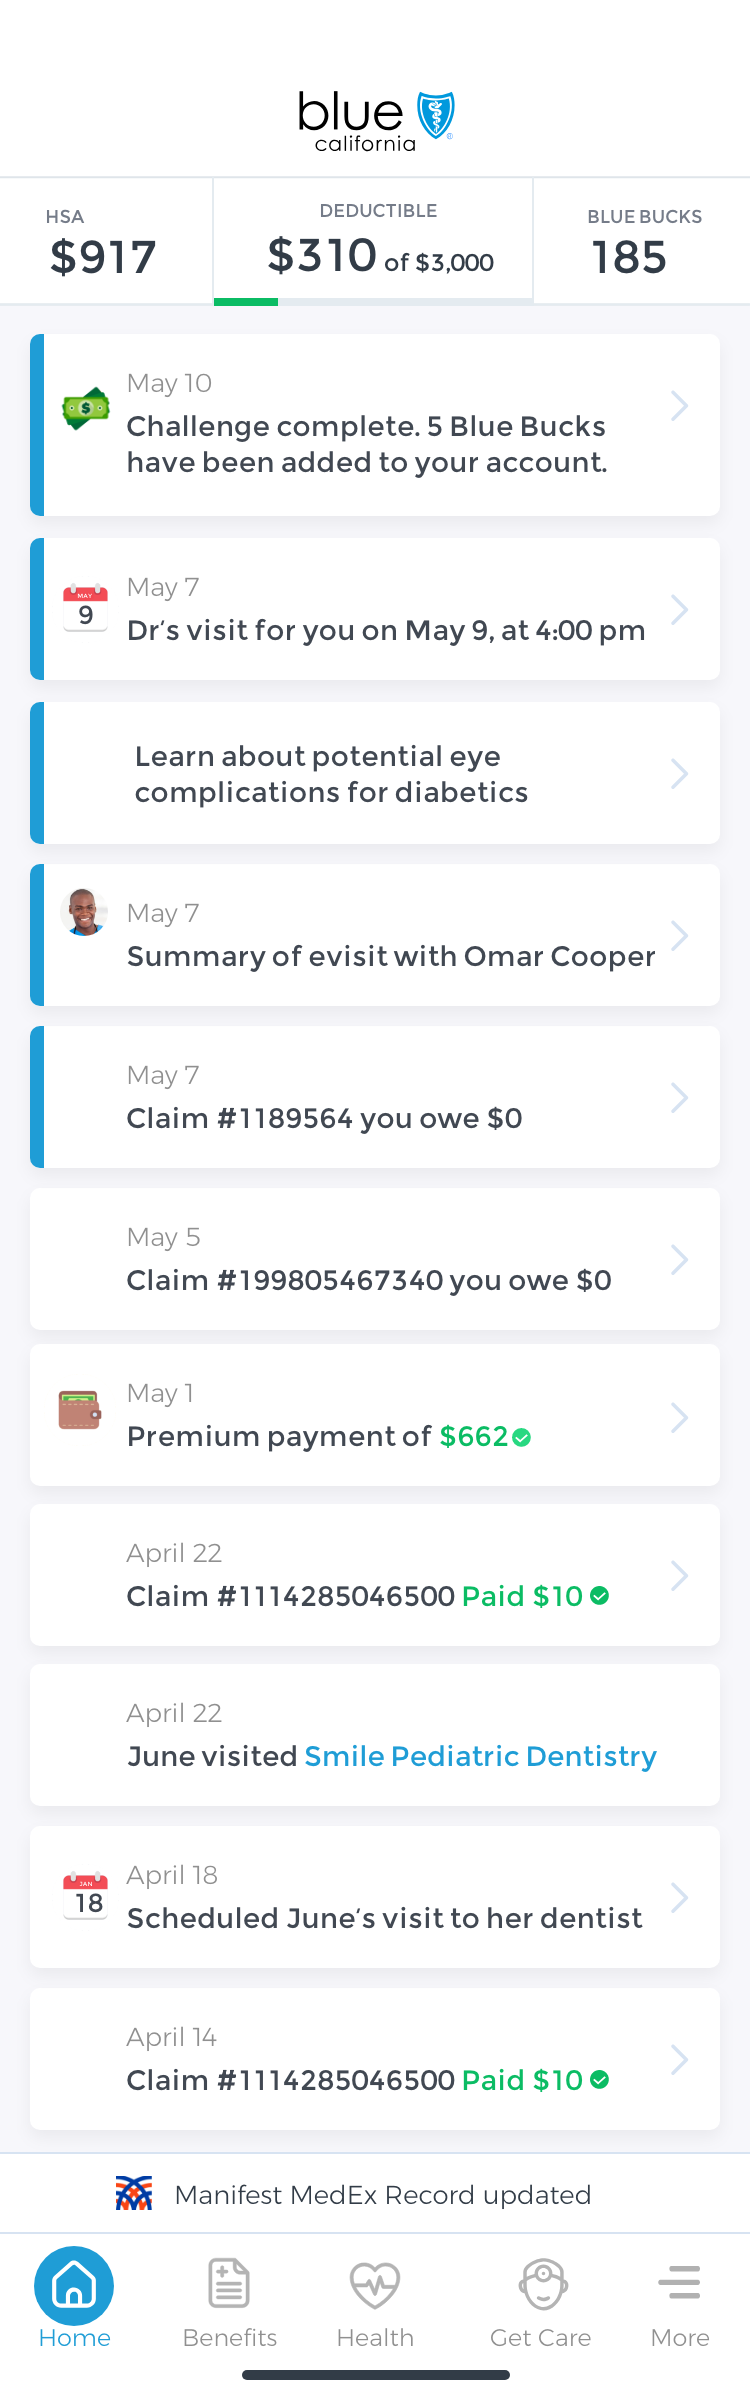 blue
california
HSA
$917
DEDUCTIBLE
$310 of $3,000
BLUE BUCKS
185
May 10
Challenge complete. 5 Blue Bucks
have been added to your account.
May 7
MAY
9
Dr's visit for you on May 9, at 4:00 pm
Learn about potential eye
complications for diabetics
May 7
Summary of evisit with Omar Cooper
May 7
Claim #1189564 you owe $0
May 5
Claim #199805467340 you owe $0
May 1
Premium payment of $662
April 22
Claim #1114285046500 Paid $10
April 22
June visited Smile Pediatric Dentistry
April 18
JAN
18
Scheduled June's visit to her dentist
April 14
Claim #1114285046500 Paid $10
Manifest MedEx Record updated
Home
Benefits
Health
Get Care
More